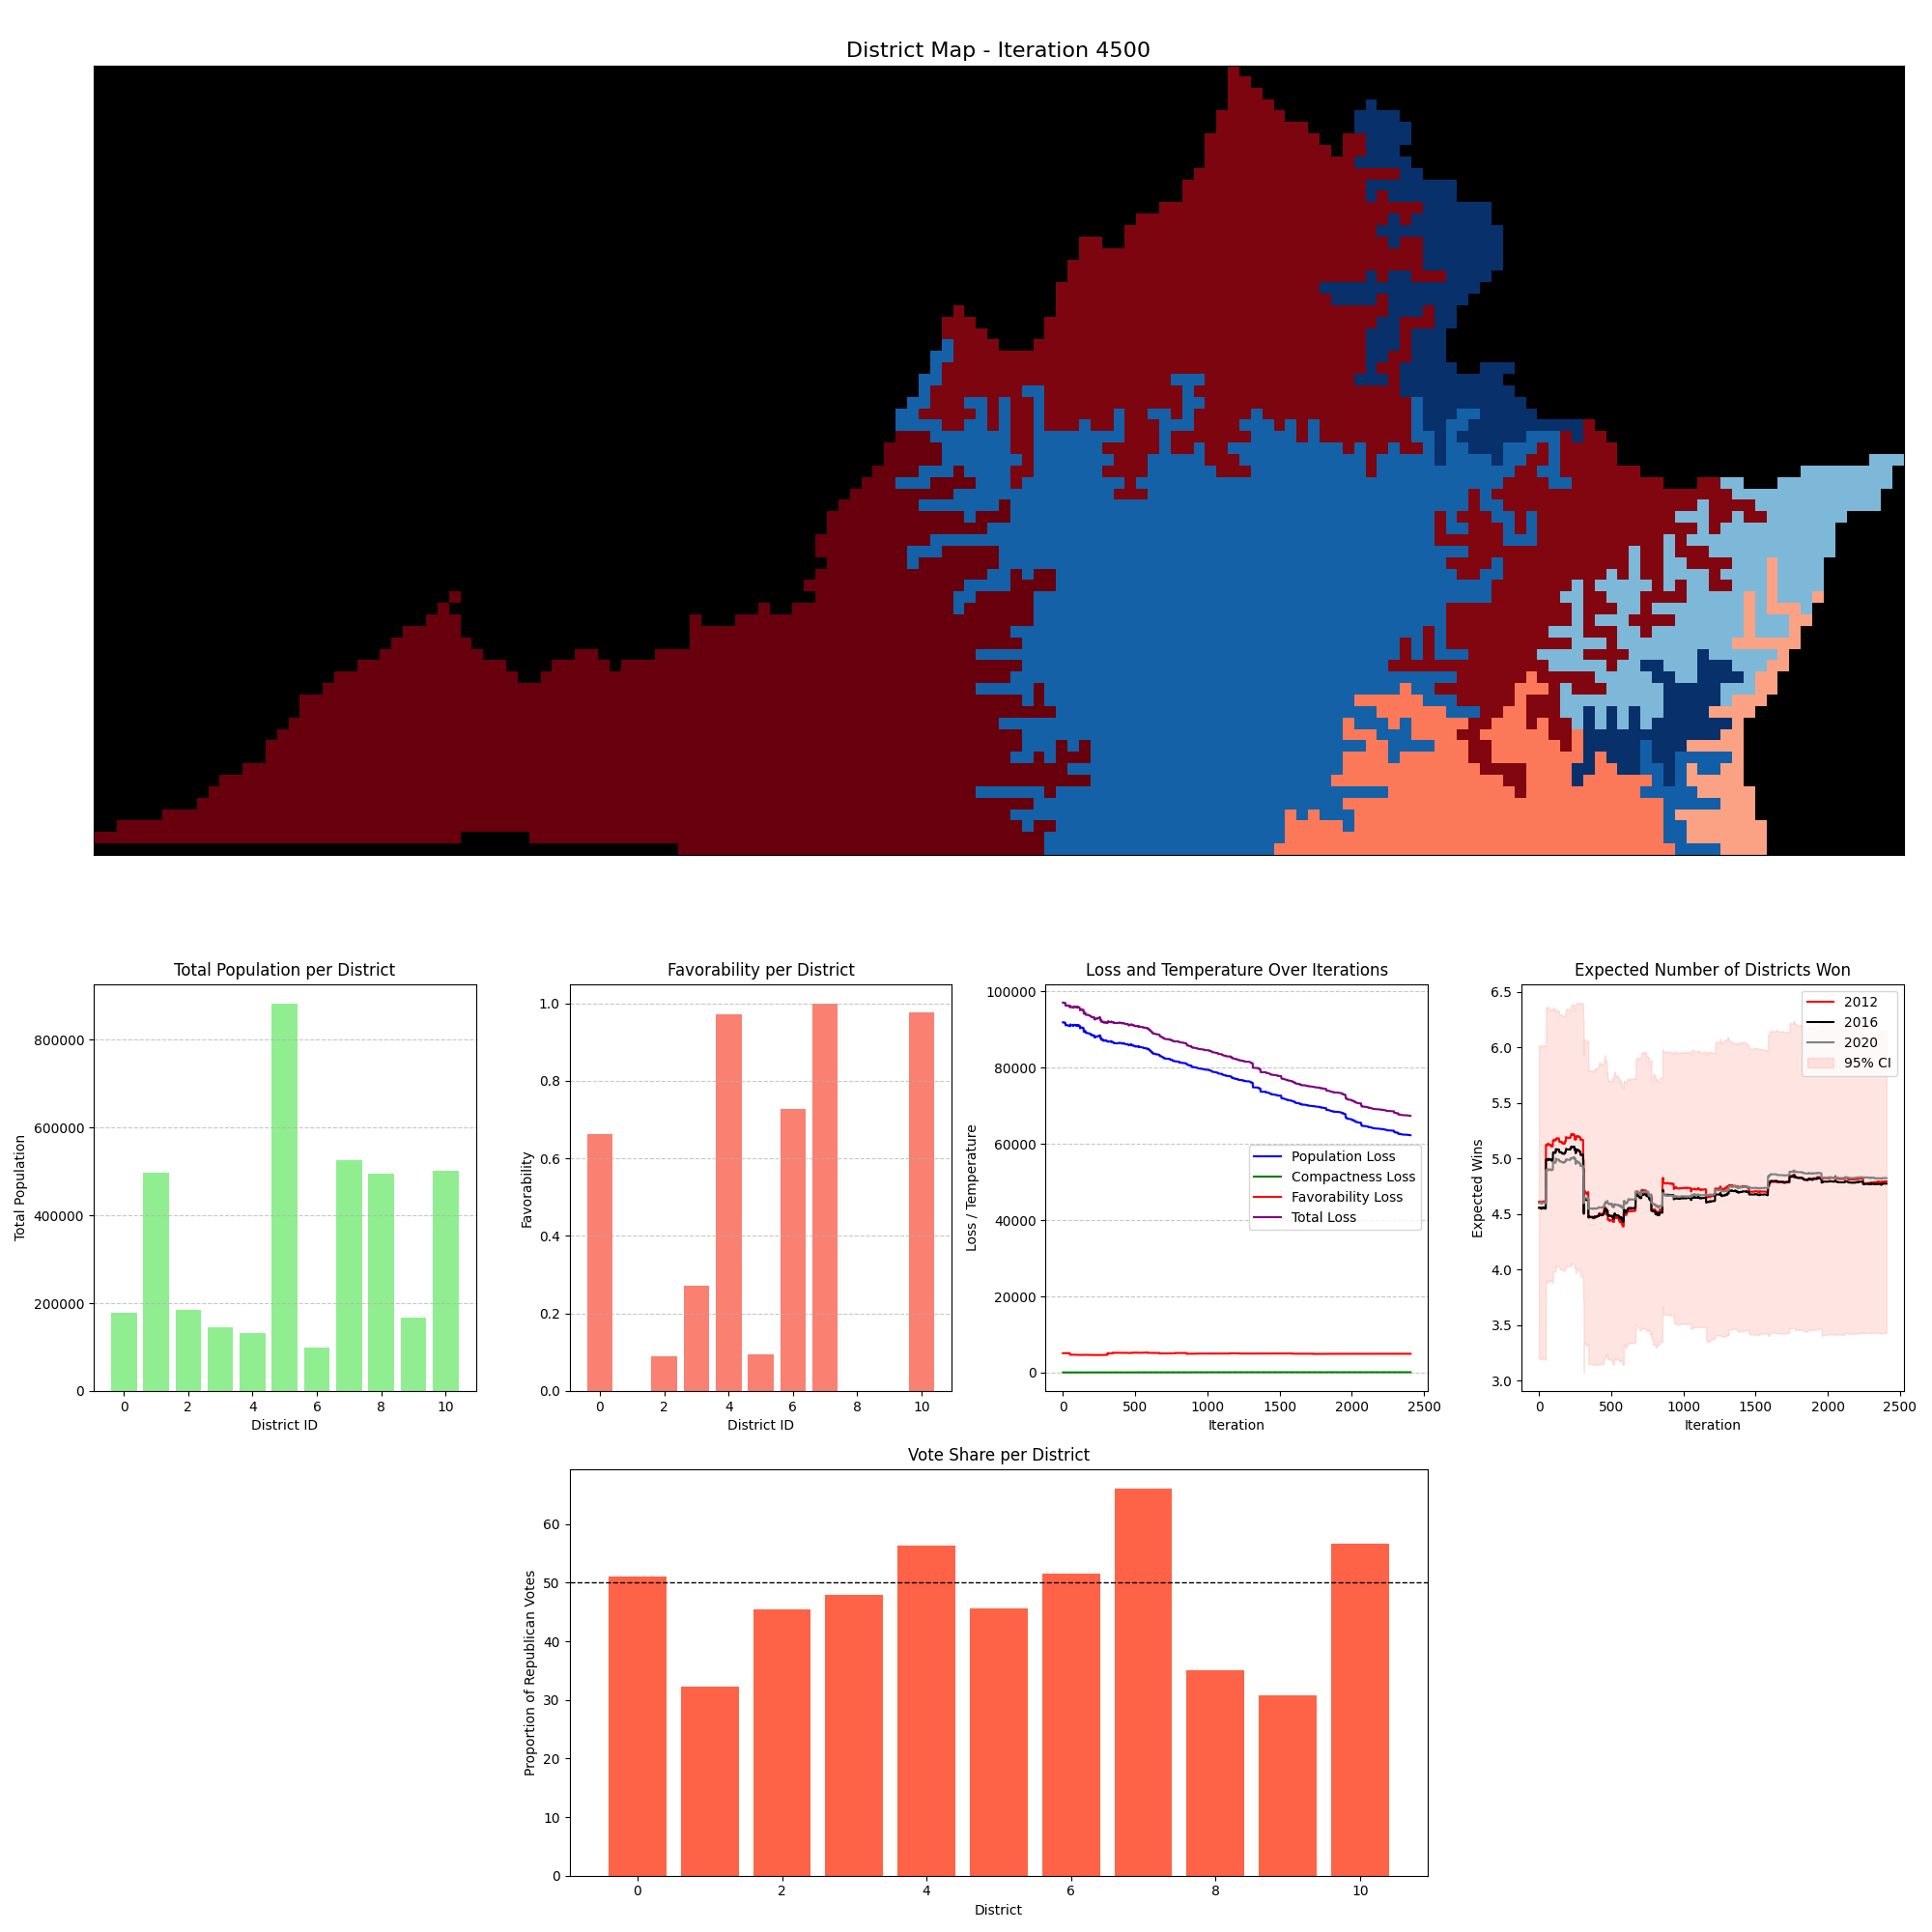 District Map - Iteration 4500
Total Population per District
Total Population
800000
600000
400000
200000
0
0 2 4 6 8 10
District ID
Favorability per District
Favorability
1.0
0.8
0.6
0.4
0.2
0.0
0 2 4 6 8 10
District ID
Loss and Temperature Over Iterations
Loss / Temperature
100000
80000
60000
40000
20000
0
Population Loss
Compactness Loss
Favorability Loss
Total Loss
0 500 1000 1500 2000 2500
Iteration
Expected Number of Districts Won
Expected Wins
6.5
6.0
5.5
5.0
4.5
4.0
3.5
3.0
2012
2016
2020
95% CI
0 500 1000 1500 2000 2500
Iteration
Vote Share per District
Proportion of Republican Votes
60
50
40
30
20
10
0
0 2 4 6 8 10
District